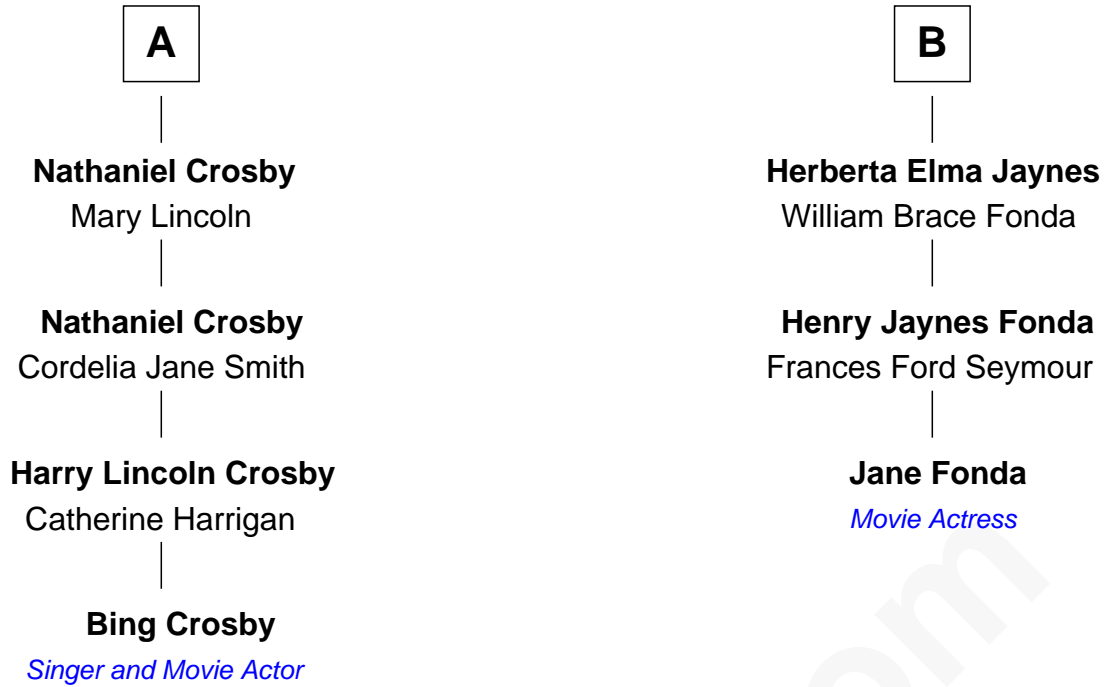 A
Nathaniel Crosby
Mary Lincoln
Nathaniel Crosby
Cordelia Jane Smith
Harry Lincoln Crosby
Catherine Harrigan
Bing Crosby
Singer and Movie Actor
B
Herberta Elma Jaynes
William Brace Fonda
Henry Jaynes Fonda
Frances Ford Seymour
Jane Fonda
Movie Actress
om